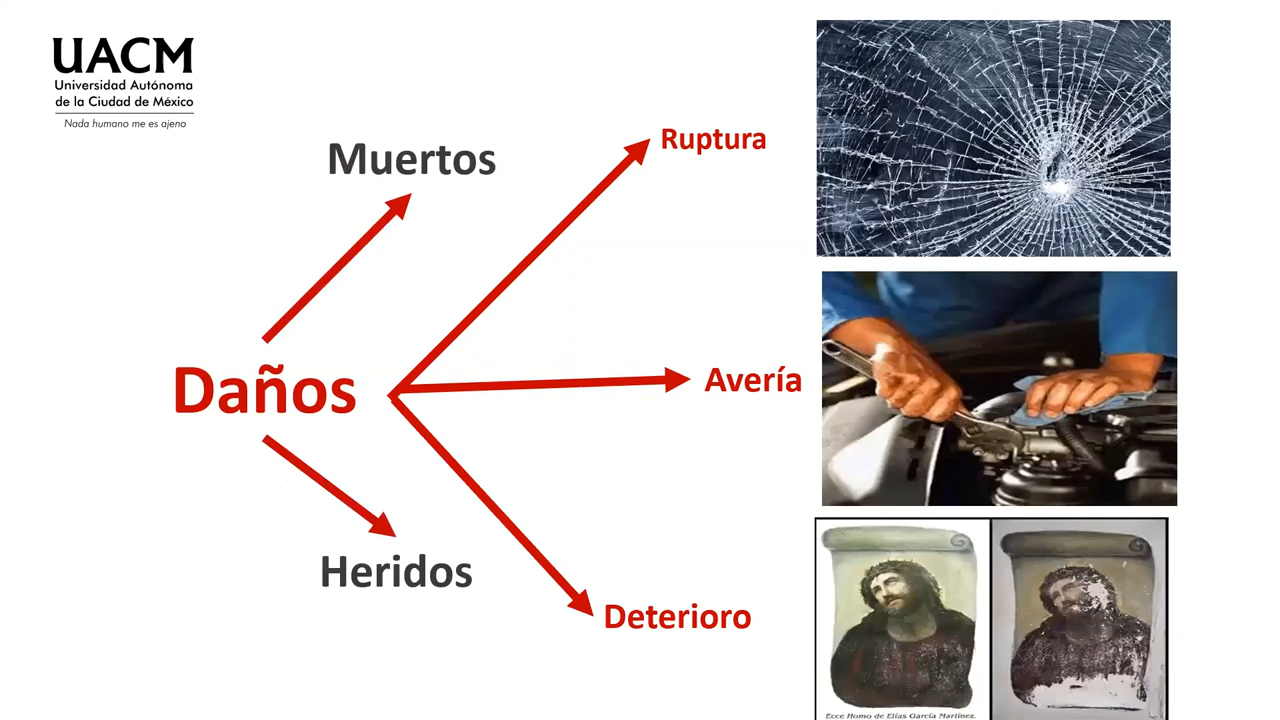 UACM
Universidad Autónoma
de la Ciudad de México
Nada humano me es ajeno
Muertos
Ruptura
Daños
Avería
Heridos
Deterioro
Ecce Homo de Elías García Martínez.